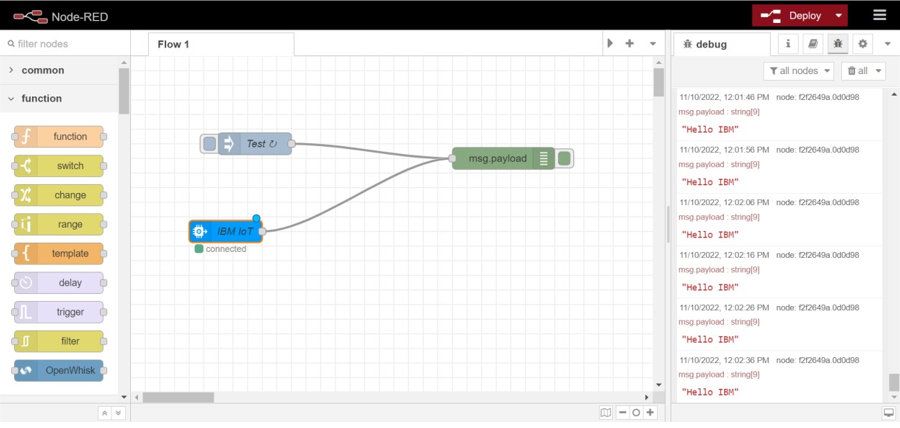 Node-RED
Deploy
filter nodes
Flow 1
debug
i
all nodes
all
common
function
function
switch
change
range
template
delay
trigger
filter
OpenWhisk
Test ↻
msg.payload
IBM IoT
connected
11/10/2022, 12:01:46 PM node: f2f2649a.0d0d98
msg.payload : string[9]
"Hello IBM"
11/10/2022, 12:01:56 PM node: f2f2649a.0d0d98
msg.payload : string[9]
"Hello IBM"
11/10/2022, 12:02:06 PM node: f2f2649a.0d0d98
msg.payload : string[9]
"Hello IBM"
11/10/2022, 12:02:16 PM node: f2f2649a.0d0d98
msg.payload : string[9]
"Hello IBM"
11/10/2022, 12:02:26 PM node: f2f2649a.0d0d98
msg.payload : string[9]
"Hello IBM"
11/10/2022, 12:02:36 PM node: f2f2649a.0d0d98
msg.payload : string[9]
"Hello IBM"